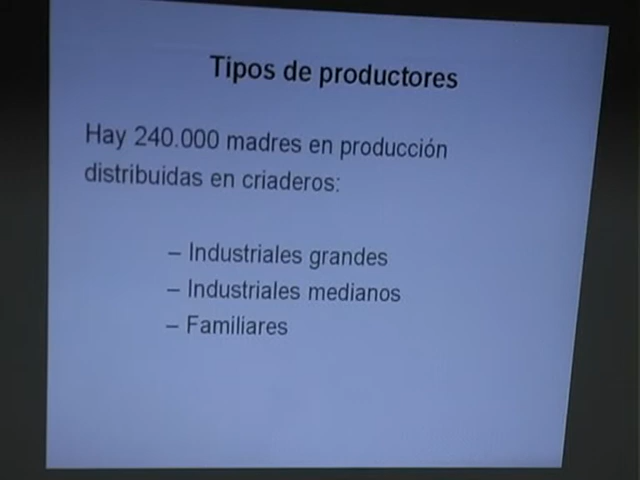 Tipos de productores
Hay 240.000 madres en producción
distribuidas en criaderos:
– Industriales grandes
– Industriales medianos
– Familiares